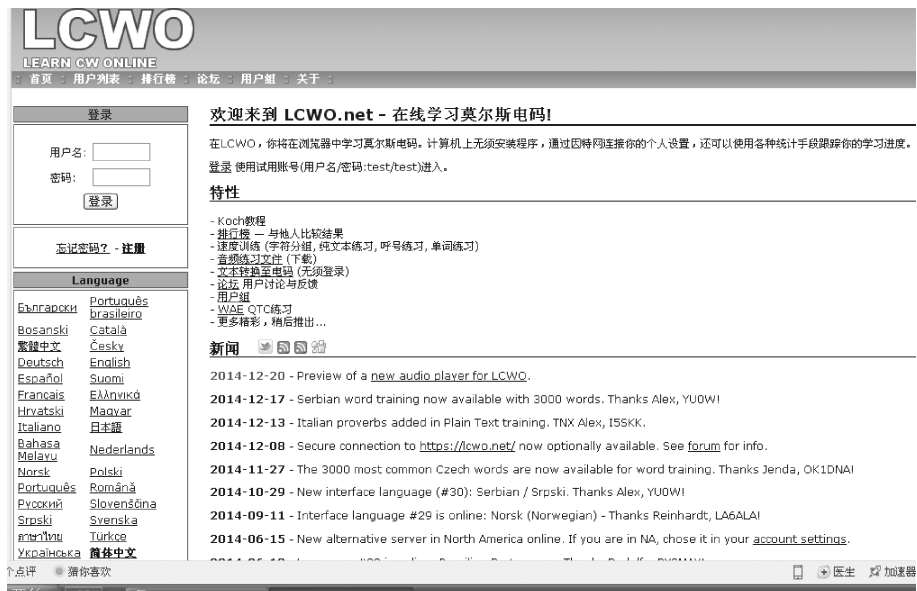 LCWO
LEARN CW ONLINE
首页 用户列表 排行榜 论坛 用户组 关于
登录
用户名:
密码:
登录
忘记密码? - 注册
Language
Български Português brasileiro
Bosanski Català
繁體中文 Česky
Deutsch English
Español Suomi
Français Ελληνικά
Hrvatski Magyar
Italiano 日本語
Bahasa Melayu Nederlands
Norsk Polski
Português Română
Русский Slovenščina
Srpski Svenska
ภาษาไทย Türkçe
Українська 简体中文
欢迎来到 LCWO.net - 在线学习莫尔斯电码!
在LCWO，你将在浏览器中学习莫尔斯电码。计算机上无须安装程序，通过因特网连接你的个人设置，还可以使用各种统计手段跟踪你的学习进度。
登录 使用试用账号(用户名/密码:test/test)进入。
特性
- Koch教程
- 排行榜 — 与他人比较结果
- 速度训练 (字符分组, 纯文本练习, 呼号练习, 单词练习)
- 音频练习文件 (下载)
- 文本转换至电码 (无须登录)
- 论坛 用户讨论与反馈
- 用户组
- WAE QTC练习
- 更多精彩，稍后推出...
新闻
2014-12-20 - Preview of a new audio player for LCWO.
2014-12-17 - Serbian word training now available with 3000 words. Thanks Alex, YU0W!
2014-12-13 - Italian proverbs added in Plain Text training. TNX Alex, I5SKK.
2014-12-08 - Secure connection to https://lcwo.net/ now optionally available. See forum for info.
2014-11-27 - The 3000 most common Czech words are now available for word training. Thanks Jenda, OK1DNA!
2014-10-29 - New interface language (#30): Serbian / Srpski. Thanks Alex, YU0W!
2014-09-11 - Interface language #29 is online: Norsk (Norwegian) - Thanks Reinhardt, LA6ALA!
2014-06-15 - New alternative server in North America online. If you are in NA, chose it in your account settings.
个点评 猜你喜欢 医生 加速器